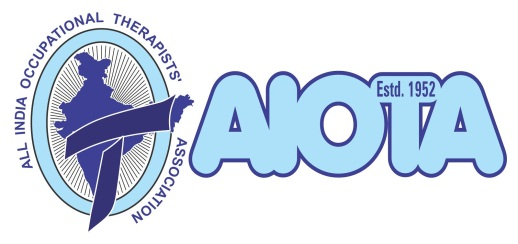 ALL INDIA OCCUPATIONAL THERAPISTS' ASSOCIATION
AIOTA
Estd. 1952